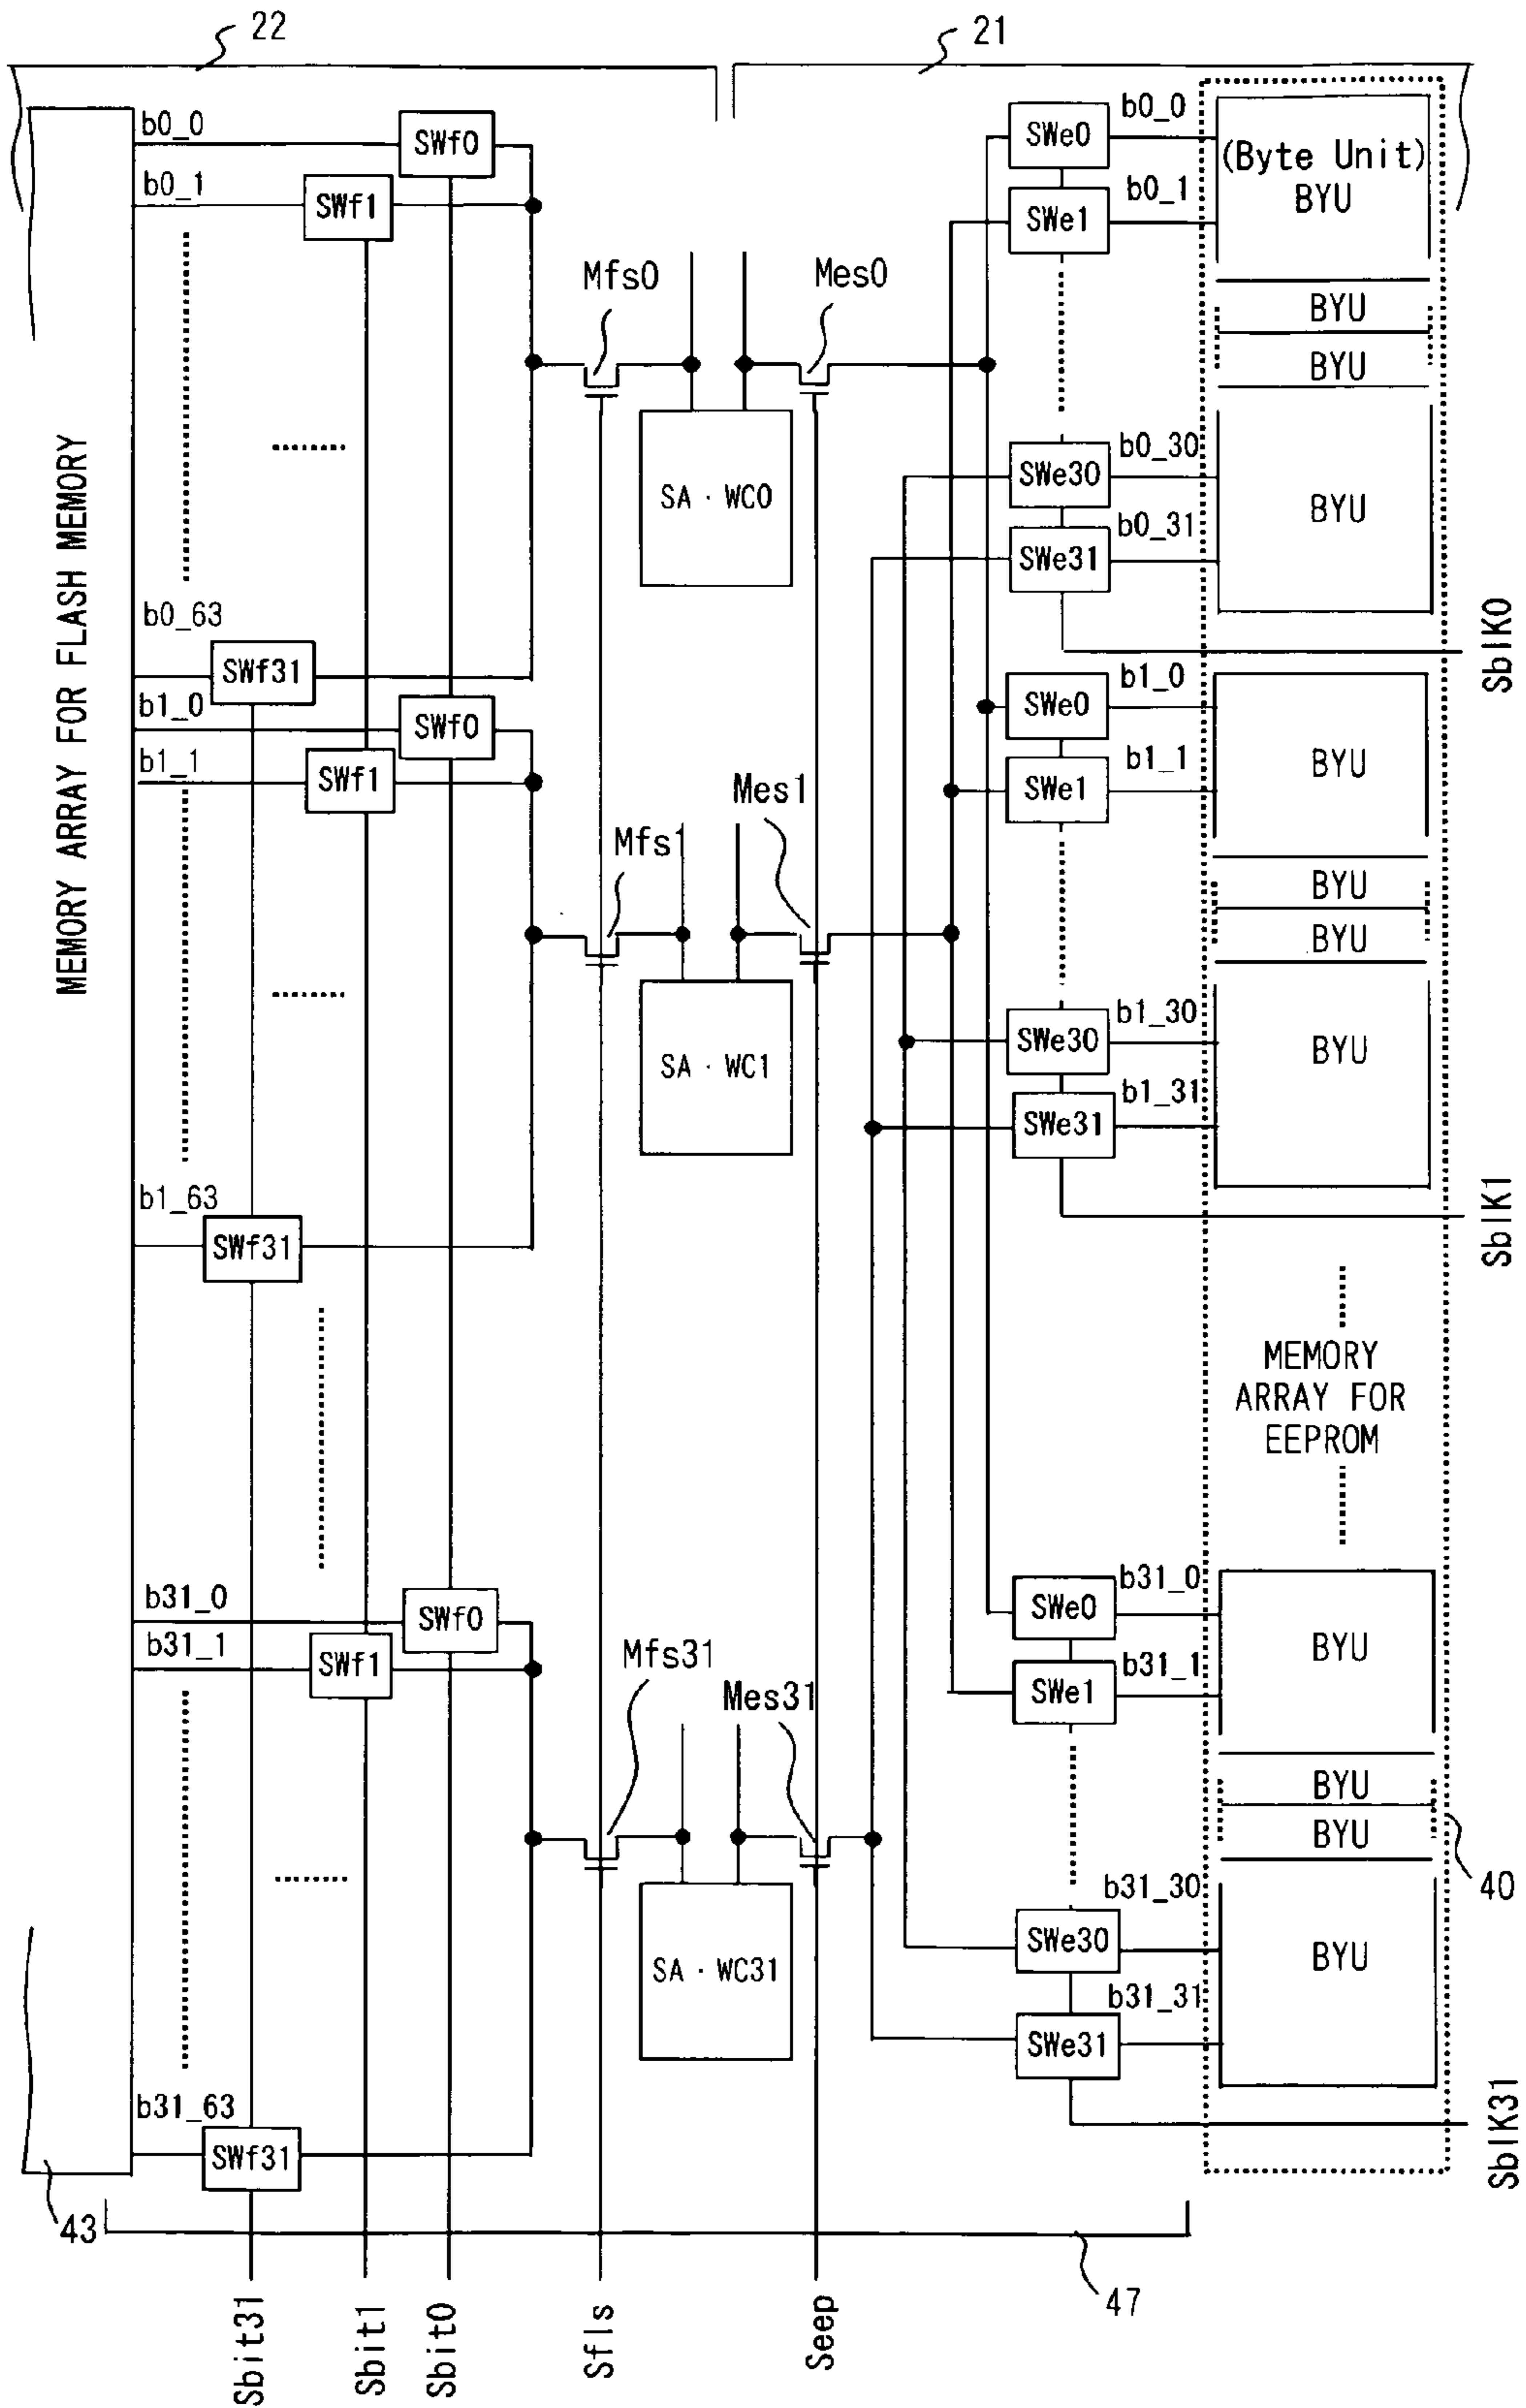 22
21
b0_0
SWf0
b0_1
SWf1
SWe0
b0_0
(Byte Unit)
BYU
SWe1
b0_1
Mfs0
Mes0
BYU
BYU
MEMORY ARRAY FOR FLASH MEMORY
SA · WC0
SWe30
b0_30
BYU
SWe31
b0_31
b0_63
SWf31
SblK0
b1_0
SWf0
SWe0
b1_0
b1_1
SWf1
SWe1
b1_1
BYU
Mes1
Mfs1
BYU
BYU
SA · WC1
SWe30
b1_30
BYU
SWe31
b1_31
b1_63
SWf31
SblK1
MEMORY
ARRAY FOR
EEPROM
b31_0
SWf0
SWe0
b31_0
b31_1
SWf1
BYU
Mfs31
Mes31
SWe1
b31_1
BYU
BYU
40
SA · WC31
SWe30
b31_30
BYU
SWe31
b31_31
b31_63
SWf31
SblK31
43
47
Sbit31
Sbit1
Sbit0
Sfls
Seep